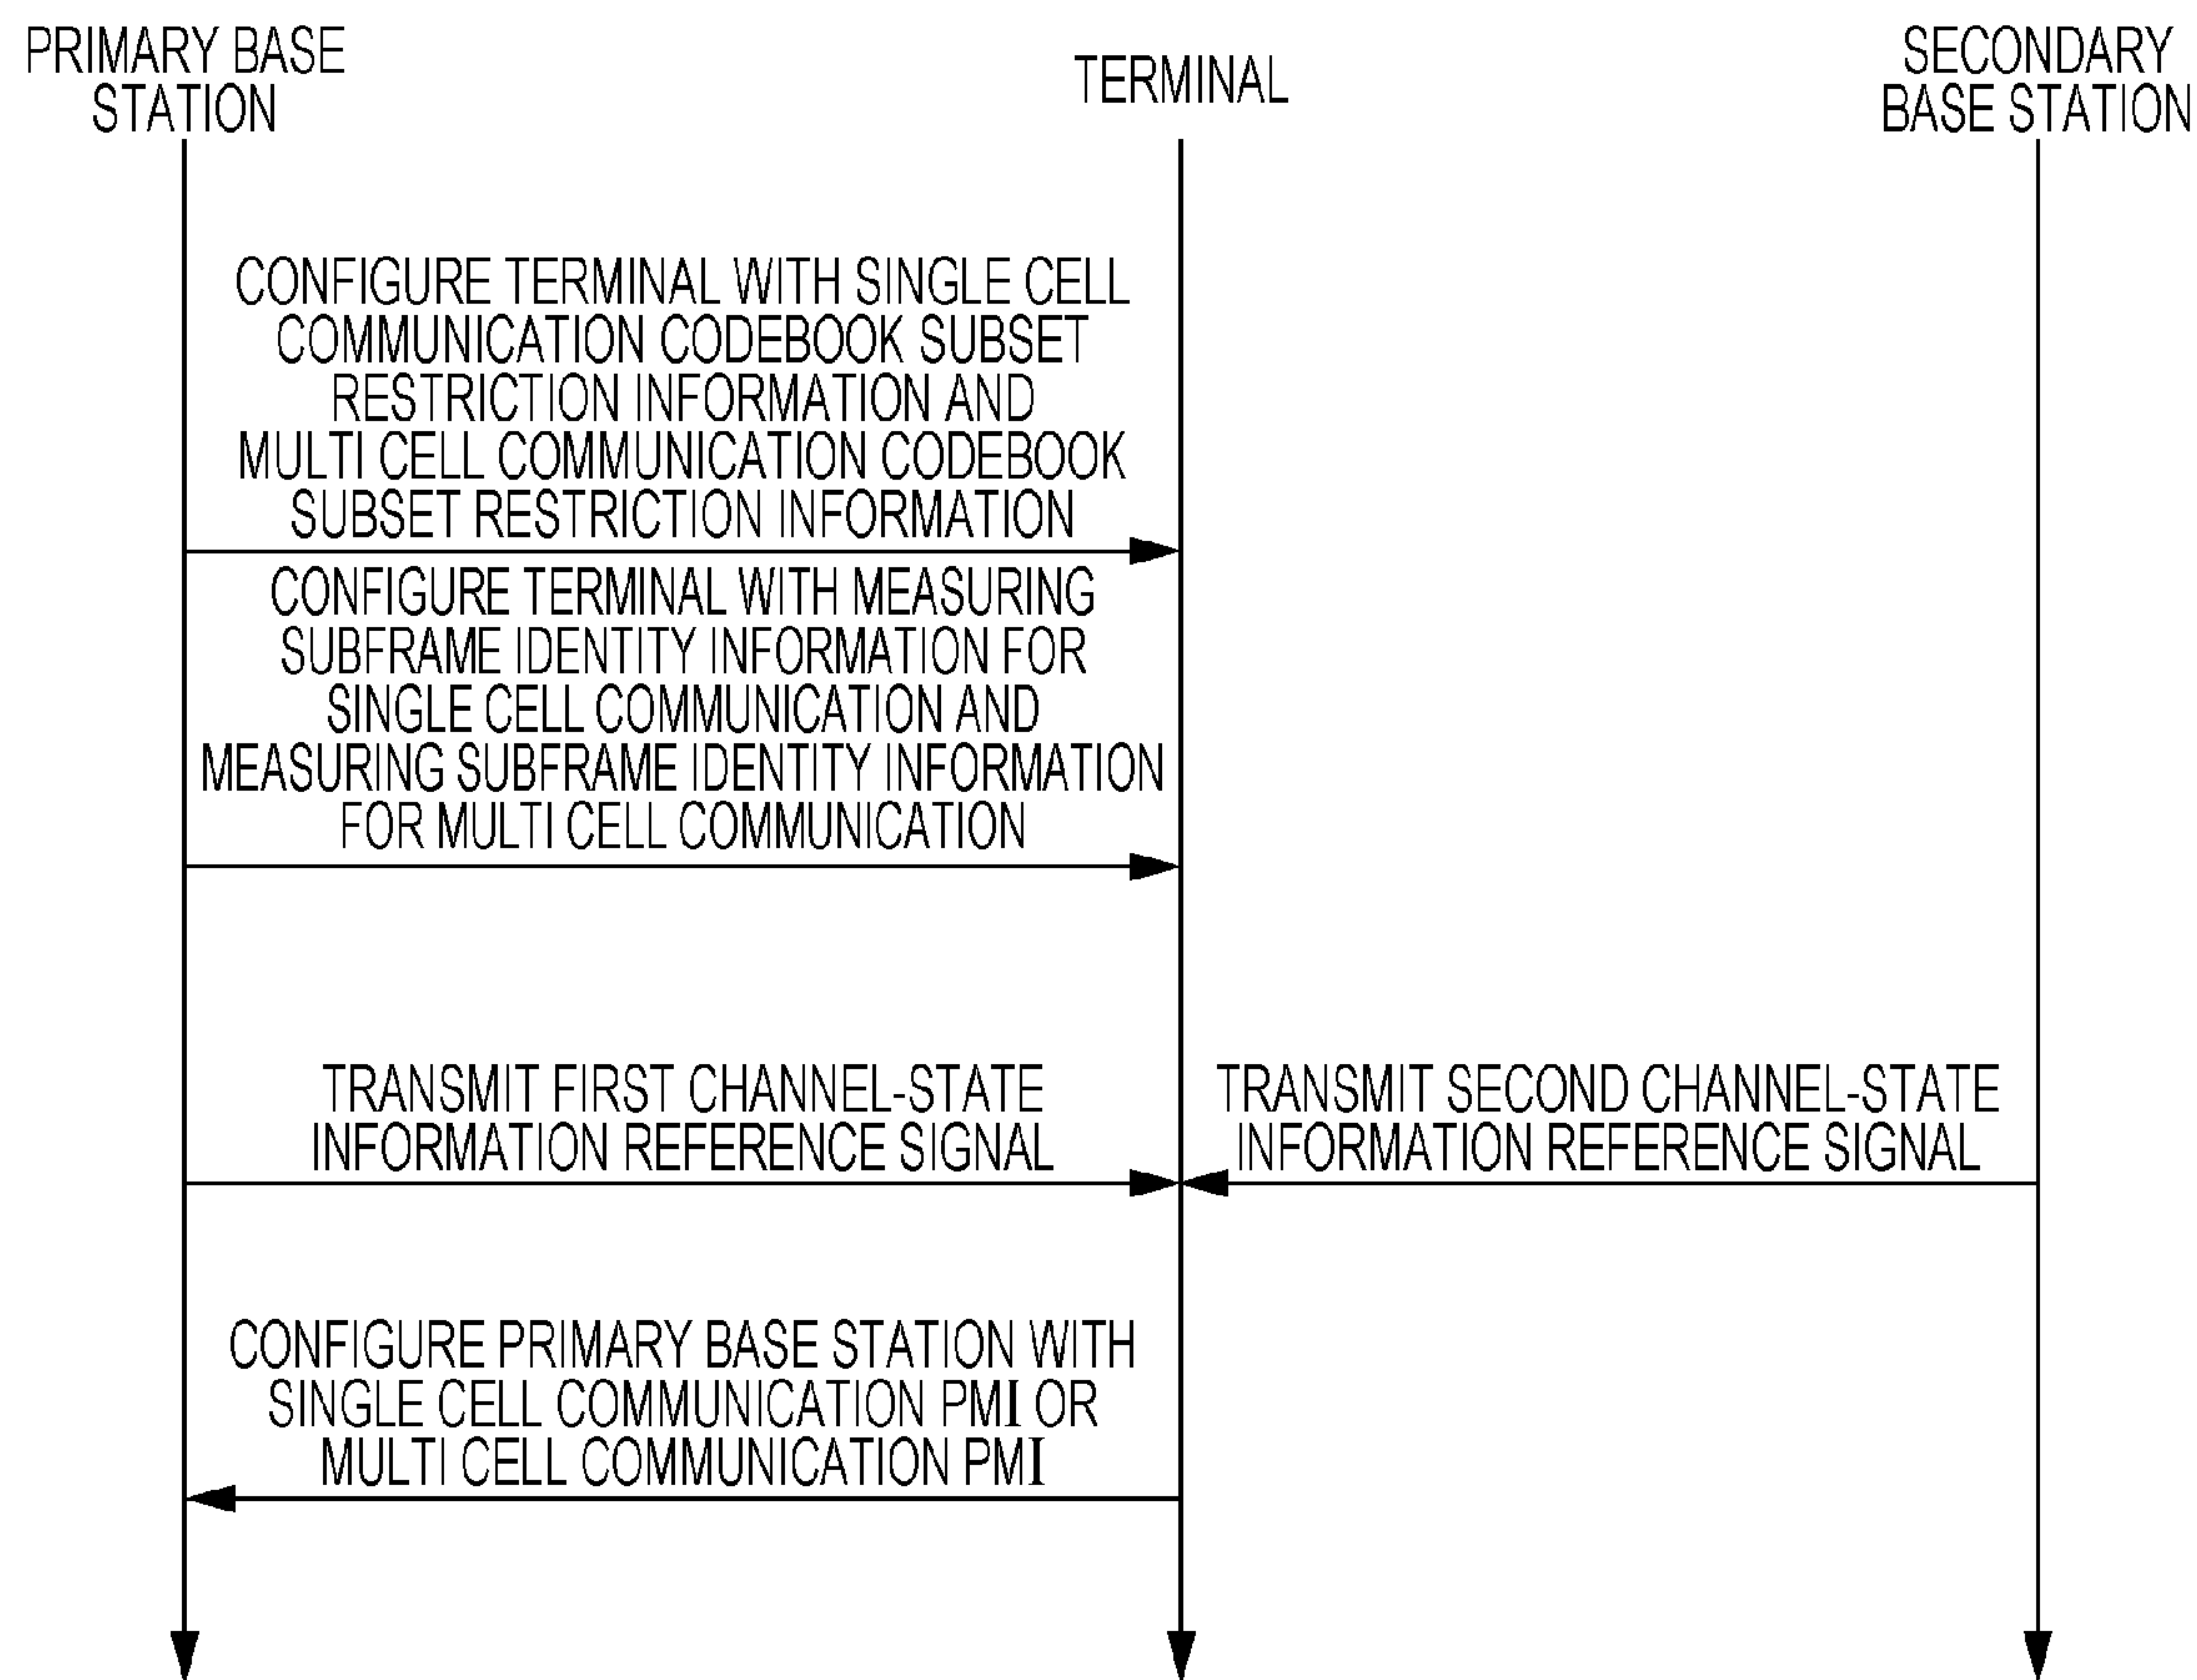 PRIMARY BASE
STATION
TERMINAL
SECONDARY
BASE STATION
CONFIGURE TERMINAL WITH SINGLE CELL
COMMUNICATION CODEBOOK SUBSET
RESTRICTION INFORMATION AND
MULTI CELL COMMUNICATION CODEBOOK
SUBSET RESTRICTION INFORMATION
CONFIGURE TERMINAL WITH MEASURING
SUBFRAME IDENTITY INFORMATION FOR
SINGLE CELL COMMUNICATION AND
MEASURING SUBFRAME IDENTITY INFORMATION
FOR MULTI CELL COMMUNICATION
TRANSMIT FIRST CHANNEL-STATE
INFORMATION REFERENCE SIGNAL
TRANSMIT SECOND CHANNEL-STATE
INFORMATION REFERENCE SIGNAL
CONFIGURE PRIMARY BASE STATION WITH
SINGLE CELL COMMUNICATION PMI OR
MULTI CELL COMMUNICATION PMI